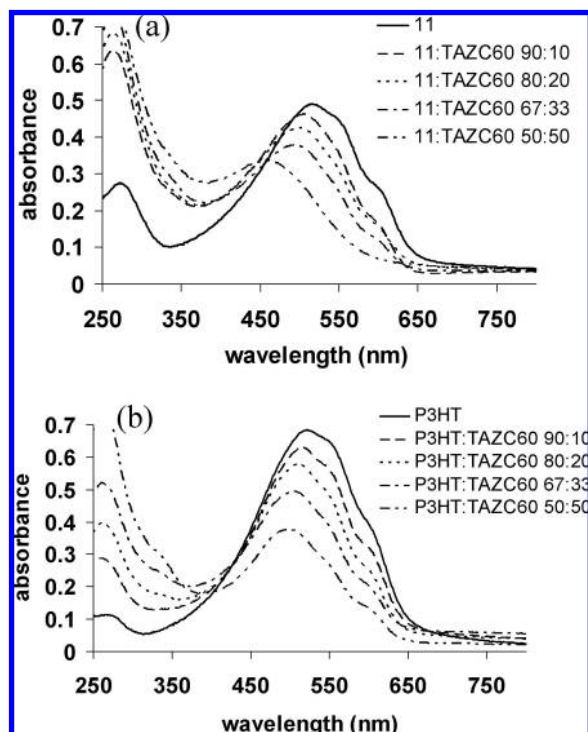 (a)
11
11:TAZC60 90:10
11:TAZC60 80:20
11:TAZC60 67:33
11:TAZC60 50:50
absorbance
0.7
0.6
0.5
0.4
0.3
0.2
0.1
0
250 350 450 550 650 750
wavelength (nm)
(b)
P3HT
P3HT:TAZC60 90:10
P3HT:TAZC60 80:20
P3HT:TAZC60 67:33
P3HT:TAZC60 50:50
absorbance
0.7
0.6
0.5
0.4
0.3
0.2
0.1
0
250 350 450 550 650 750
wavelength (nm)